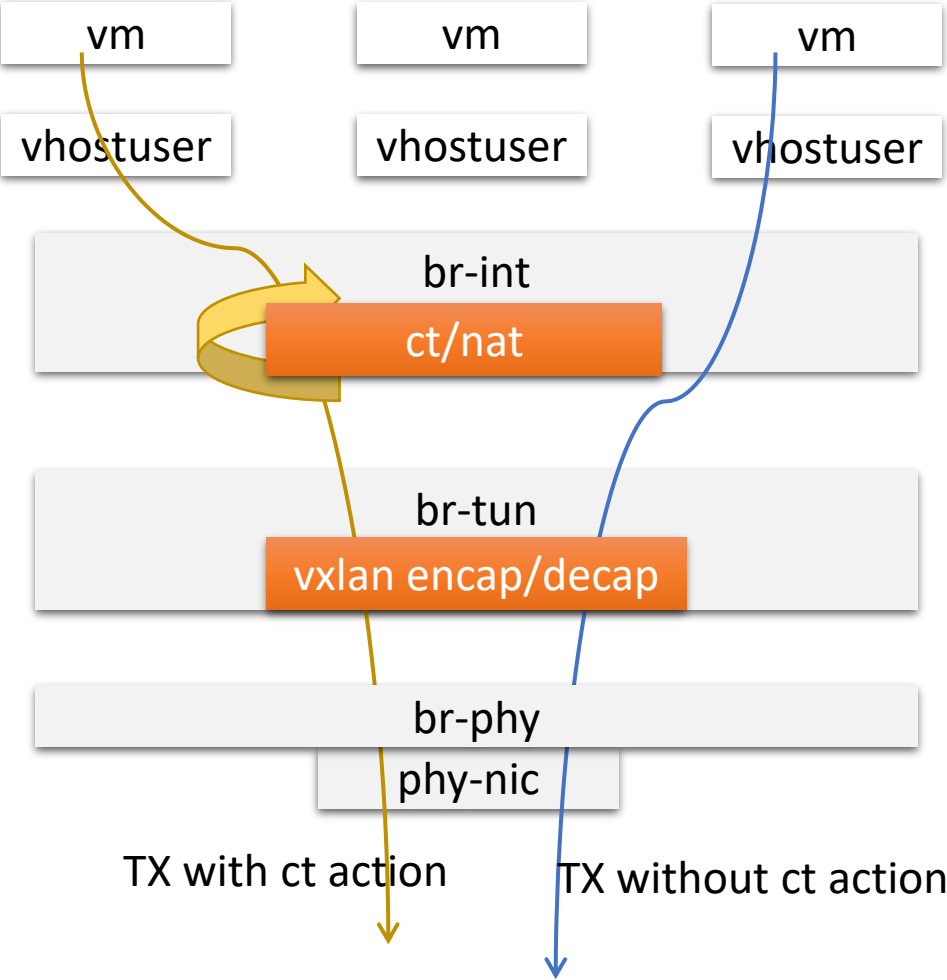 vm
vm
vm
vhostuser
vhostuser
vhostuser
br-int
ct/nat
br-tun
vxlan encap/decap
br-phy
phy-nic
TX with ct action
TX without ct action